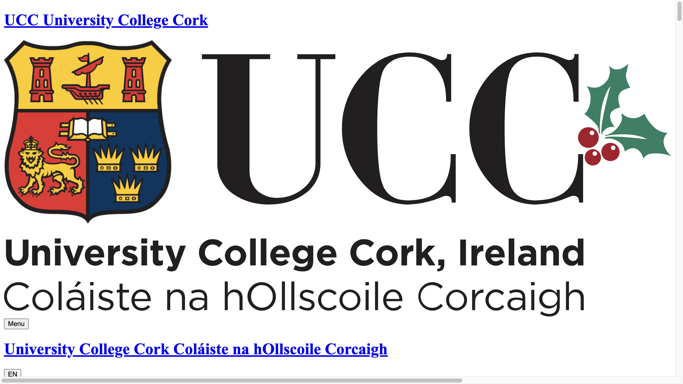 UCC University College Cork
UCC
University College Cork, Ireland
Coláiste na hOllscoile Corcaigh
Menu
University College Cork Coláiste na hOllscoile Corcaigh
EN